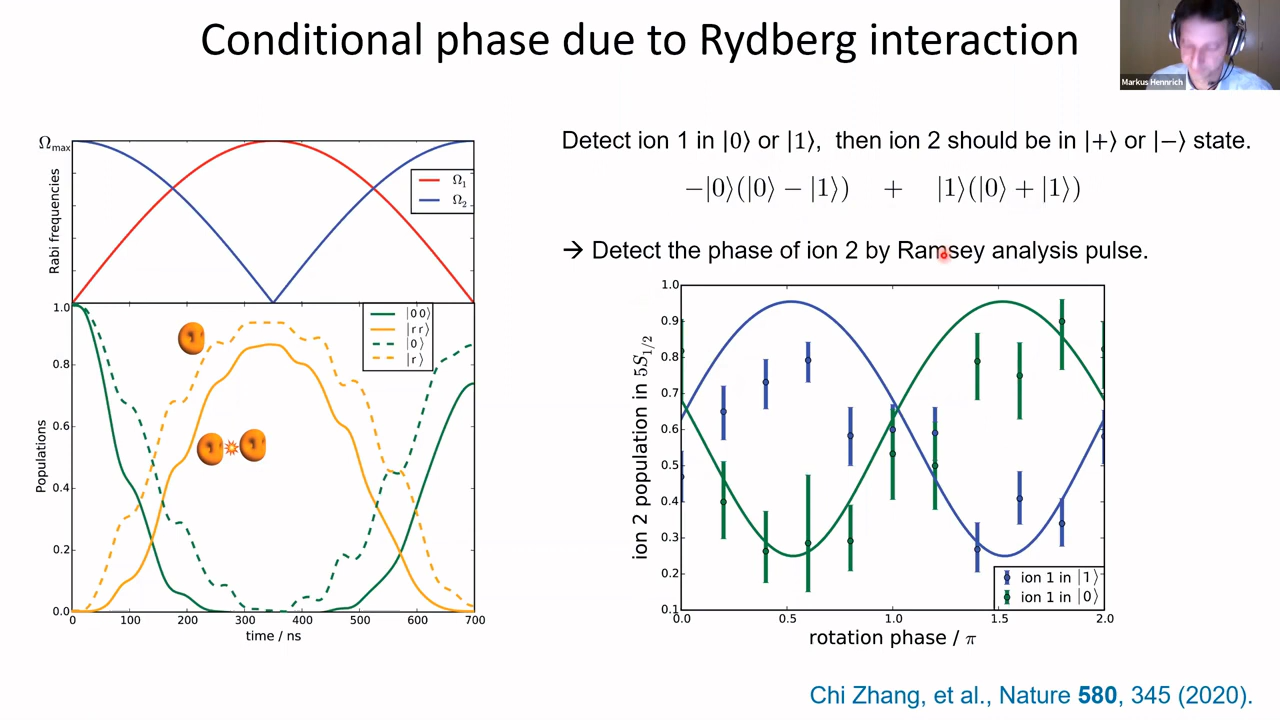 Conditional phase due to Rydberg interaction
Markus Hennrich
Detect ion 1 in |0⟩ or |1⟩, then ion 2 should be in |+⟩ or |−⟩ state.
−|0⟩(|0⟩ − |1⟩) + |1⟩(|0⟩ + |1⟩)
→ Detect the phase of ion 2 by Ramsey analysis pulse.
Ωmax
Rabi frequencies
Ω₁
Ω₂
Populations
1.0
0.8
0.6
0.4
0.2
0.0
|0 0⟩
|r r⟩
|0⟩
|r⟩
0 100 200 300 400 500 600 700
time / ns
ion 2 population in 5S1/2
1.0
0.9
0.8
0.7
0.6
0.5
0.4
0.3
0.2
0.1
ion 1 in |1⟩
ion 1 in |0⟩
0.0 0.5 1.0 1.5 2.0
rotation phase / π
Chi Zhang, et al., Nature 580, 345 (2020).